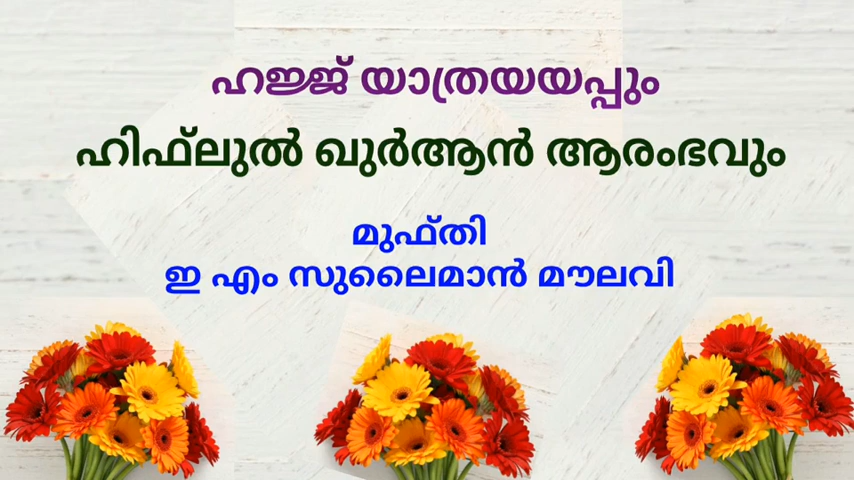 ഹജ്ജ് യാത്രയയപ്പും
ഹിഫ്ലുൽ ഖുർആൻ ആരംഭവും
മുഫ്തി
ഇ എം സുലൈമാൻ മൗലവി